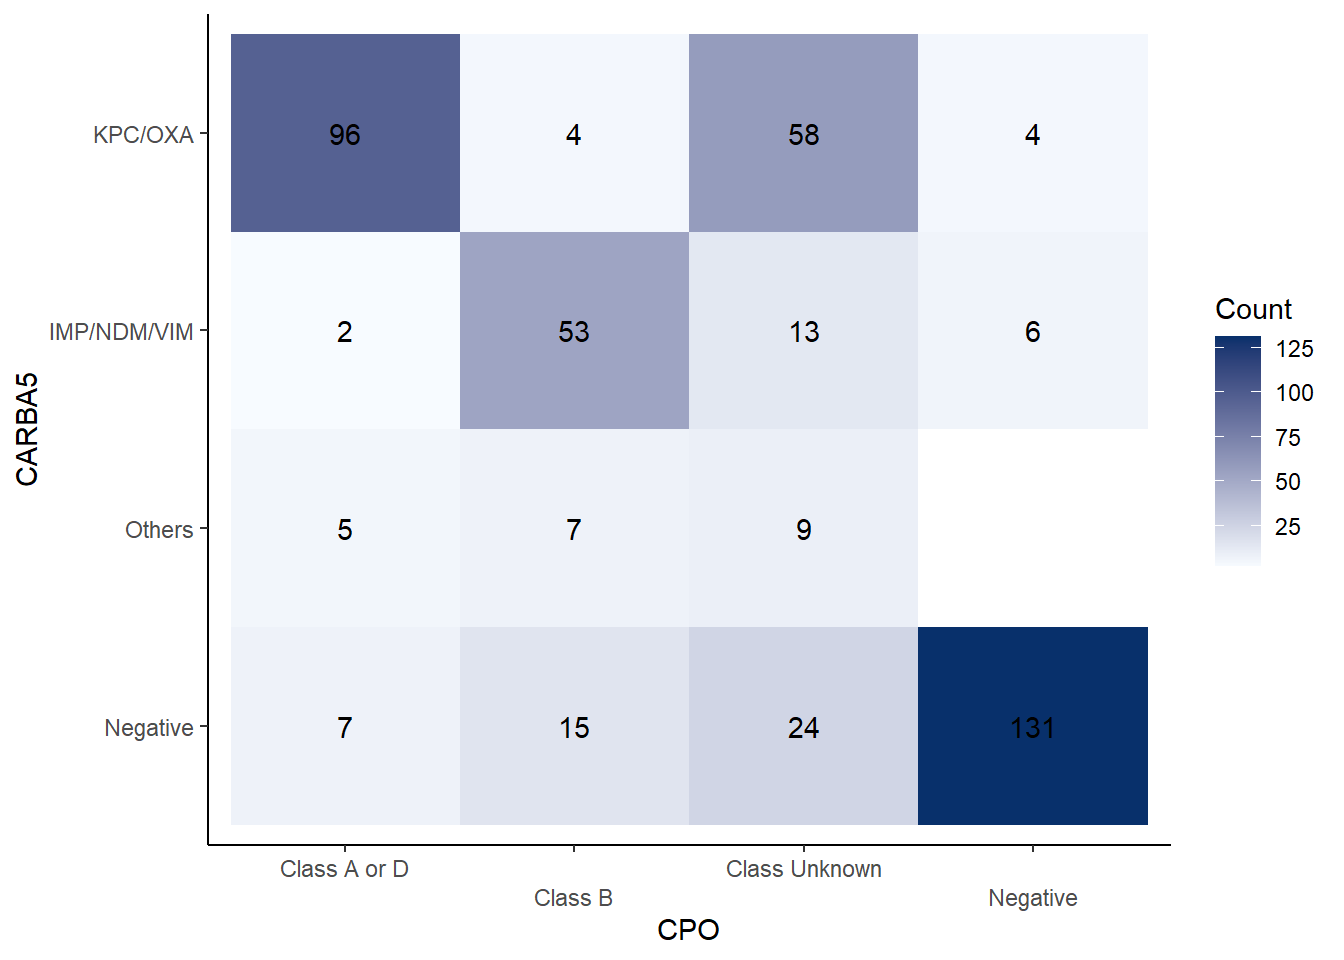 KPC/OXA
96
4
58
4
IMP/NDM/VIM
2
53
13
6
Others
5
7
9
Negative
7
15
24
131
Class A or D
Class B
Class Unknown
Negative
CPO
CARBA5
Count
125
100
75
50
25